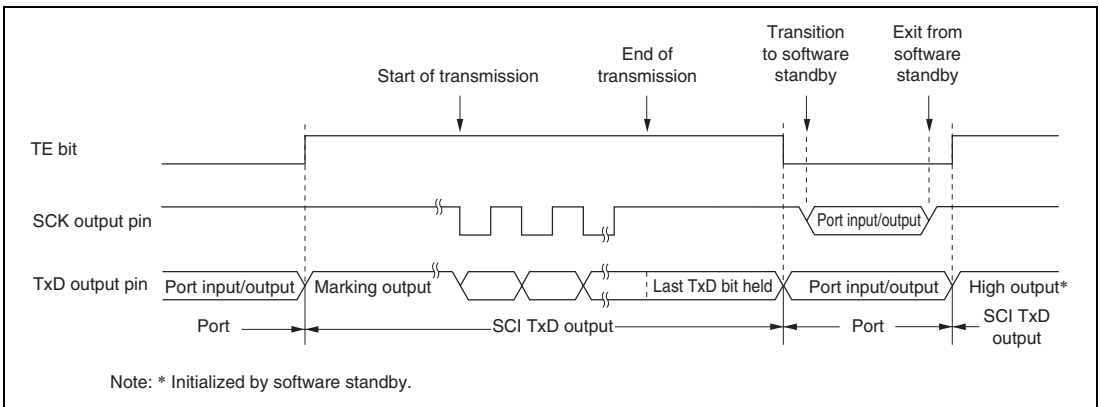 Transition
to software
standby
Exit from
software
standby
End of
transmission
Start of transmission
TE bit
SCK output pin
Port input/output
TxD output pin
Port input/output
Marking output
Last TxD bit held
Port input/output
High output*
Port
SCI TxD output
Port
SCI TxD
output
Note: * Initialized by software standby.